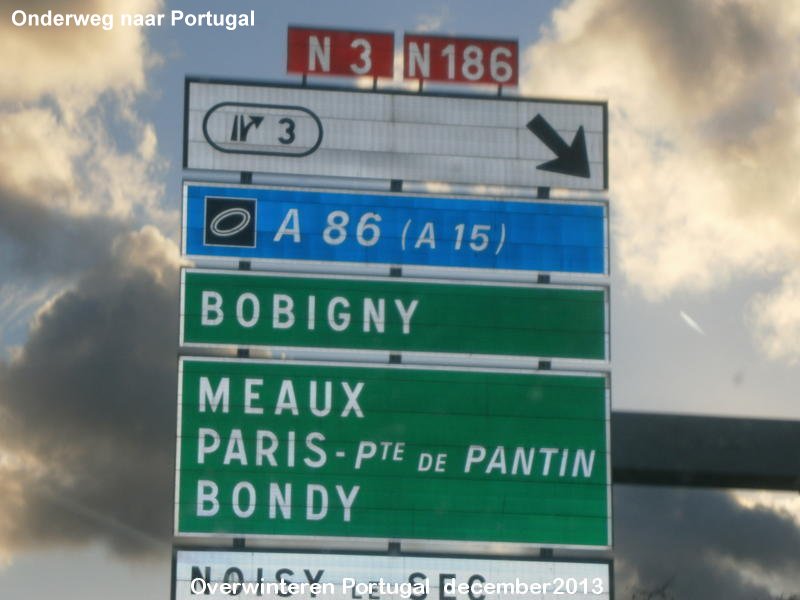 Onderweg naar Portugal
N 3 N 186
3
A 86 (A 15)
BOBIGNY
MEAUX
PARIS - PTE DE PANTIN
BONDY
NOISY LE SEC
Overwinteren Portugal december2013